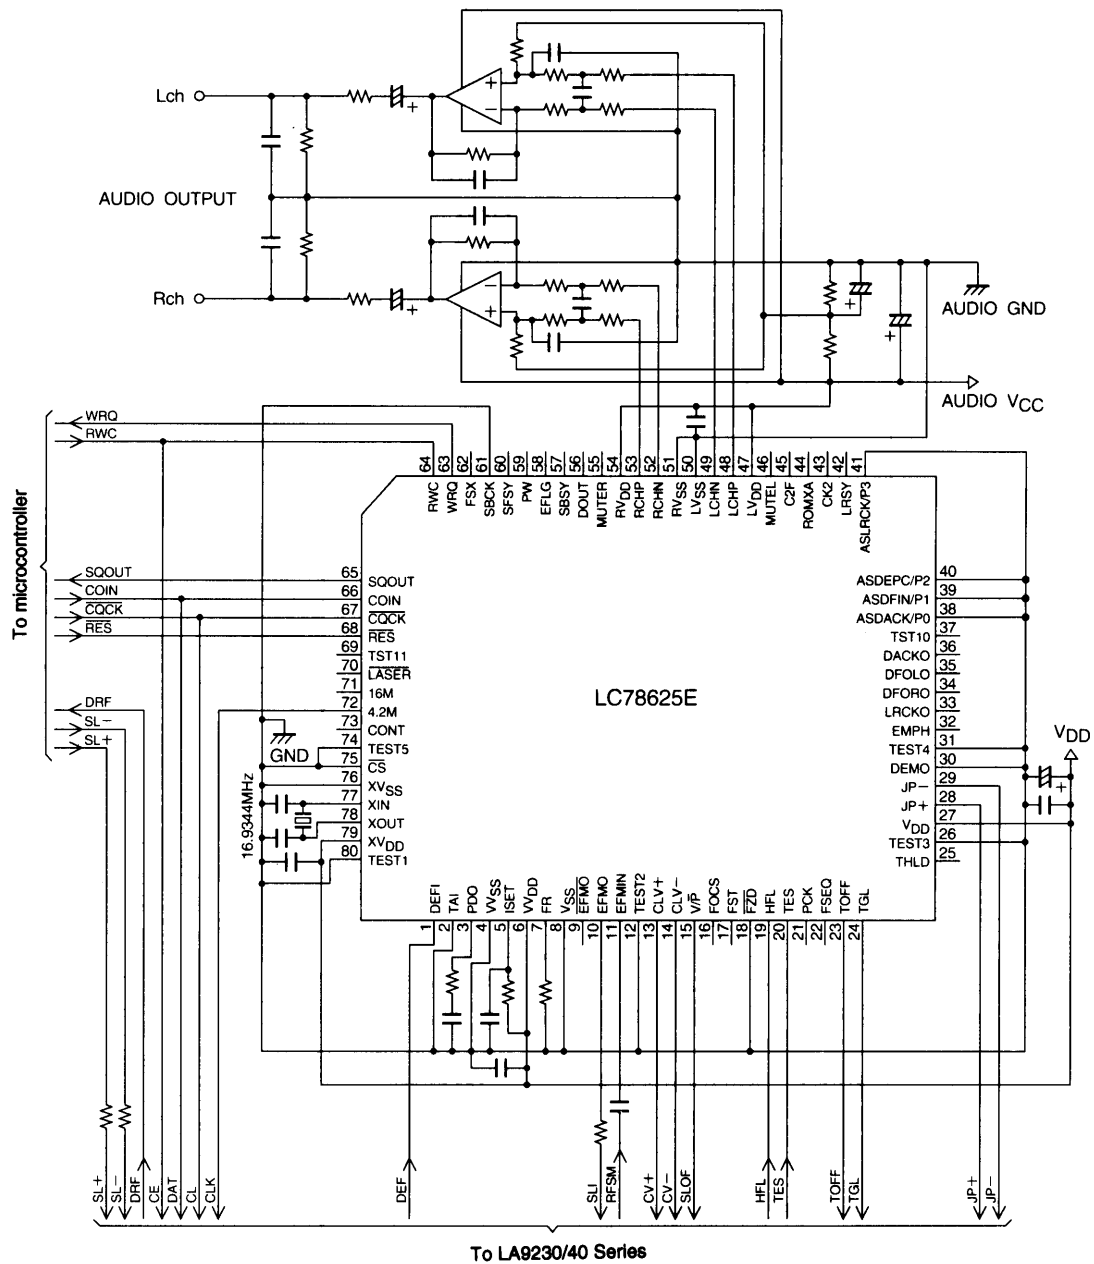 Lch
+
+
−
AUDIO OUTPUT
Rch
+
−
+
+
+
AUDIO GND
AUDIO VCC
WRQ
RWC
To microcontroller
64 63 62 61 60 59 58 57 56 55 54 53 52 51 50 49 48 47 46 45 44 43 42 41
RWC WRQ FSX SBCK SFSY PW EFLG SBSY DOUT MUTER RVDD RCHP RCHN RVSS LVSS LCHN LCHP LVDD MUTEL C2F ROMXA CK2 LRSY ASLRCK/P3
SQOUT 65 SQOUT
COIN 66 COIN
CQCK 67 CQCK
RES 68 RES
69 TST11
70 LASER
71 16M
DRF 72 4.2M
SL− 73 CONT
SL+ 74 TEST5
GND
75 CS
76 XVSS
77 XIN
78 XOUT
79 XVDD
80 TEST1
16.9344MHz
LC78625E
ASDEPC/P2 40
ASDFIN/P1 39
ASDACK/P0 38
TST10 37
DACKO 36
DFOLO 35
DFORO 34
LRCKO 33
EMPH 32
TEST4 31
DEMO 30
JP− 29
JP+ 28
VDD 27
TEST3 26
THLD 25
VDD
+
DEFI TAI PDO VVSS ISET VVDD FR VSS EFMO EFMO EFMIN TEST2 CLV+ CLV− V/P FOCS FST FZD HFL TES PCK FSEQ TOFF TGL
1 2 3 4 5 6 7 8 9 10 11 12 13 14 15 16 17 18 19 20 21 22 23 24
SL+ SL− DRF CE DAT CL CLK DEF SLI RFSM CV+ CV− SLOF HFL TES TOFF TGL JP+ JP−
To LA9230/40 Series